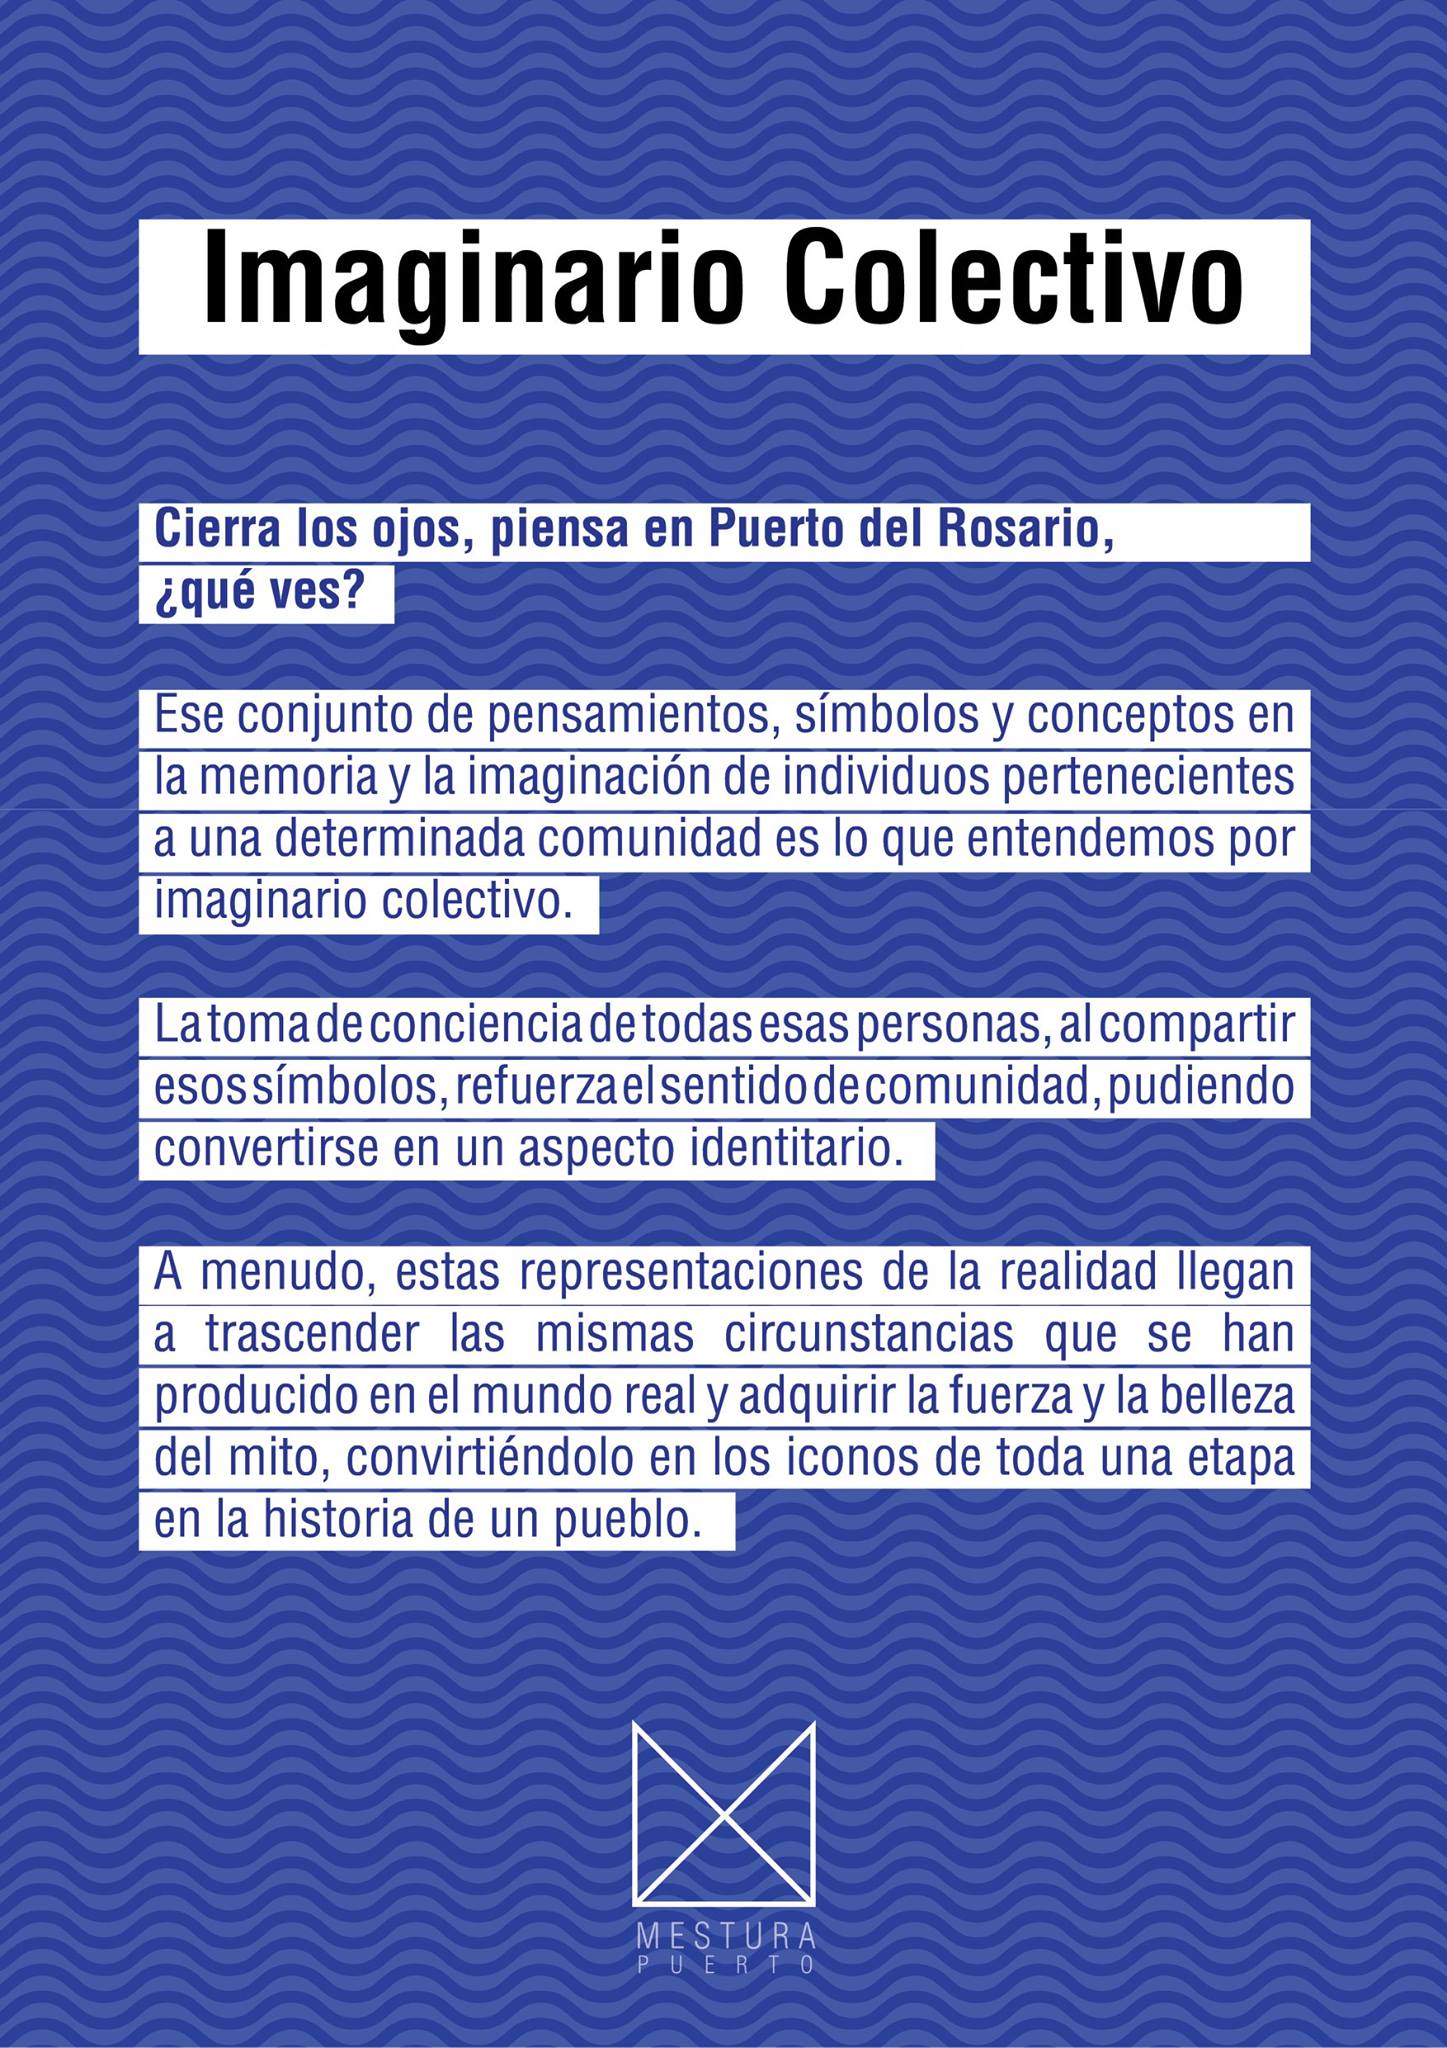 Imaginario Colectivo
Cierra los ojos, piensa en Puerto del Rosario,
¿qué ves?
Ese conjunto de pensamientos, símbolos y conceptos en
la memoria y la imaginación de individuos pertenecientes
a una determinada comunidad es lo que entendemos por
imaginario colectivo.
La toma de conciencia de todas esas personas, al compartir
esos símbolos, refuerza el sentido de comunidad, pudiendo
convertirse en un aspecto identitario.
A menudo, estas representaciones de la realidad llegan
a trascender las mismas circunstancias que se han
producido en el mundo real y adquirir la fuerza y la belleza
del mito, convirtiéndolo en los iconos de toda una etapa
en la historia de un pueblo.
MESTURA
PUERTO